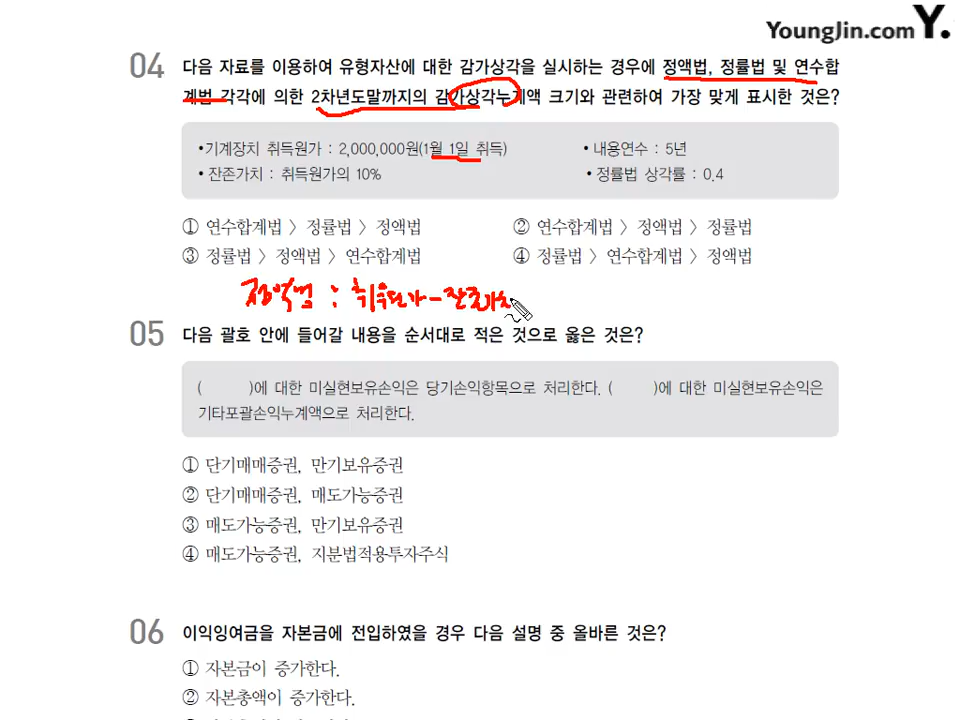 YoungJin.com Y.
04 다음 자료를 이용하여 유형자산에 대한 감가상각을 실시하는 경우에 정액법, 정률법 및 연수합
계법 각각에 의한 2차년도말까지의 감가상각누계액 크기와 관련하여 가장 맞게 표시한 것은?
•기계장치 취득원가 : 2,000,000원(1월 1일 취득) • 내용연수 : 5년
• 잔존가치 : 취득원가의 10% • 정률법 상각률 : 0.4
① 연수합계법 〉 정률법 〉 정액법 ② 연수합계법 〉 정액법 〉 정률법
③ 정률법 〉 정액법 〉 연수합계법 ④ 정률법 〉 연수합계법 〉 정액법
정액법 : 취득원가 - 잔존가치
05 다음 괄호 안에 들어갈 내용을 순서대로 적은 것으로 옳은 것은?
( )에 대한 미실현보유손익은 당기손익항목으로 처리한다. ( )에 대한 미실현보유손익은
기타포괄손익누계액으로 처리한다.
① 단기매매증권, 만기보유증권
② 단기매매증권, 매도가능증권
③ 매도가능증권, 만기보유증권
④ 매도가능증권, 지분법적용투자주식
06 이익잉여금을 자본금에 전입하였을 경우 다음 설명 중 올바른 것은?
① 자본금이 증가한다.
② 자본총액이 증가한다.